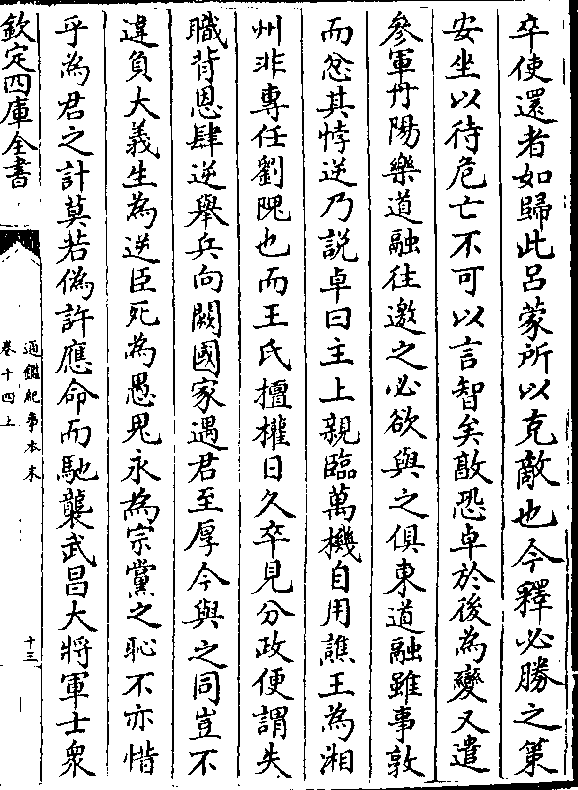 卒使還者如歸此吕蒙所以克敵也今釋必勝之策
安坐以待危亡不可以言智矣敦恐卓於後為變又遣
參軍丹陽樂道融往邀之必欲與之俱東道融雖事敦
而忿其悖逆乃説卓曰主上親臨萬機自用譙王為湘
州非專任劉隗也而王氏擅權日久卒見分政便謂失
職背恩肆逆舉兵向闕國家遇君至厚今與之同豈不
違負大義生為逆臣死為愚鬼永為宗黨之恥不亦惜
乎為君之計莫若偽許應命而馳襲武昌大將軍士衆
欽定四庫全書
通鑑紀事本末
卷十四上
十三